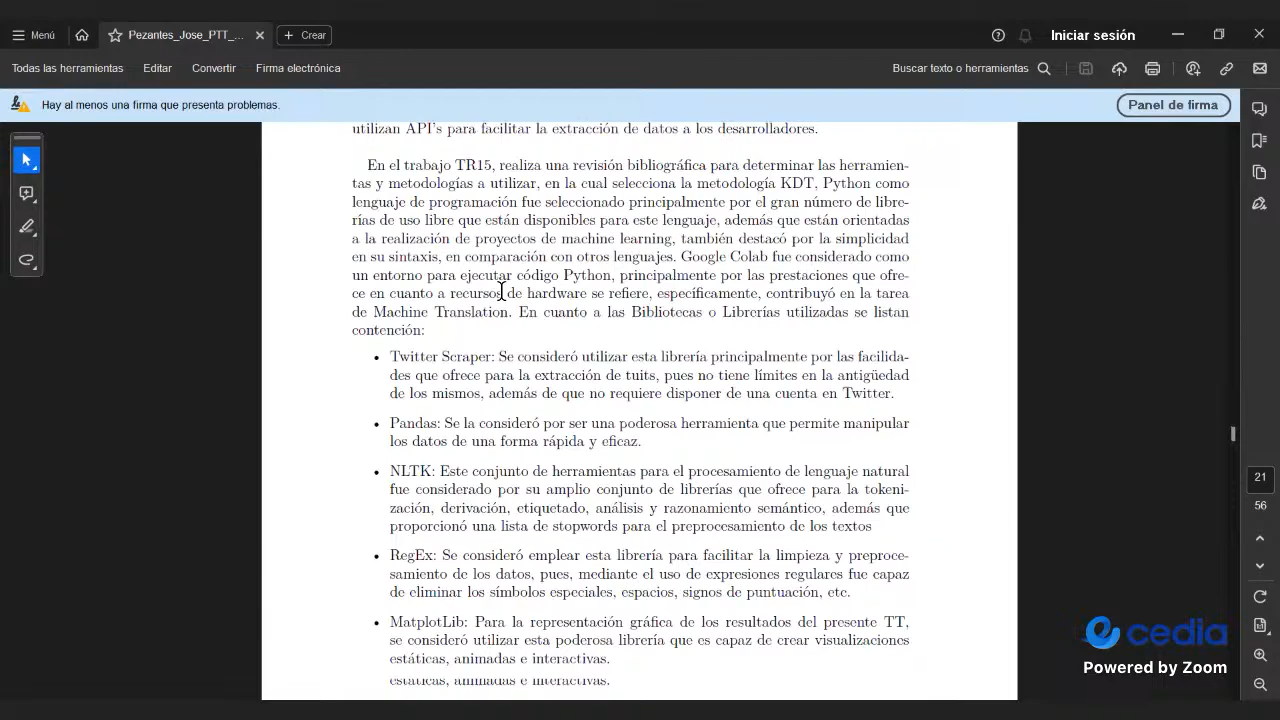 Menú
Pezantes_Jose_PTT_...
Crear
Iniciar sesión
Todas las herramientas
Editar
Convertir
Firma electrónica
Buscar texto o herramientas
Hay al menos una firma que presenta problemas.
Panel de firma
utilizan API's para facilitar la extracción de datos a los desarrolladores.
En el trabajo TR15, realiza una revisión bibliográfica para determinar las herramien-
tas y metodologías a utilizar, en la cual selecciona la metodología KDT, Python como
lenguaje de programación fue seleccionado principalmente por el gran número de libre-
rías de uso libre que están disponibles para este lenguaje, además que están orientadas
a la realización de proyectos de machine learning, también destacó por la simplicidad
en su sintaxis, en comparación con otros lenguajes. Google Colab fue considerado como
un entorno para ejecutar código Python, principalmente por las prestaciones que ofre-
ce en cuanto a recursos de hardware se refiere, específicamente, contribuyó en la tarea
de Machine Translation. En cuanto a las Bibliotecas o Librerías utilizadas se listan
contención:
• Twitter Scraper: Se consideró utilizar esta librería principalmente por las facilida-
des que ofrece para la extracción de tuits, pues no tiene límites en la antigüedad
de los mismos, además de que no requiere disponer de una cuenta en Twitter.
• Pandas: Se la consideró por ser una poderosa herramienta que permite manipular
los datos de una forma rápida y eficaz.
• NLTK: Este conjunto de herramientas para el procesamiento de lenguaje natural
fue considerado por su amplio conjunto de librerías que ofrece para la tokeni-
zación, derivación, etiquetado, análisis y razonamiento semántico, además que
proporcionó una lista de stopwords para el preprocesamiento de los textos
• RegEx: Se consideró emplear esta librería para facilitar la limpieza y preproce-
samiento de los datos, pues, mediante el uso de expresiones regulares fue capaz
de eliminar los símbolos especiales, espacios, signos de puntuación, etc.
• MatplotLib: Para la representación gráfica de los resultados del presente TT,
se consideró utilizar esta poderosa librería que es capaz de crear visualizaciones
estáticas, animadas e interactivas.
estáticas, animadas e interactivas.
21
56
cedia
Powered by Zoom